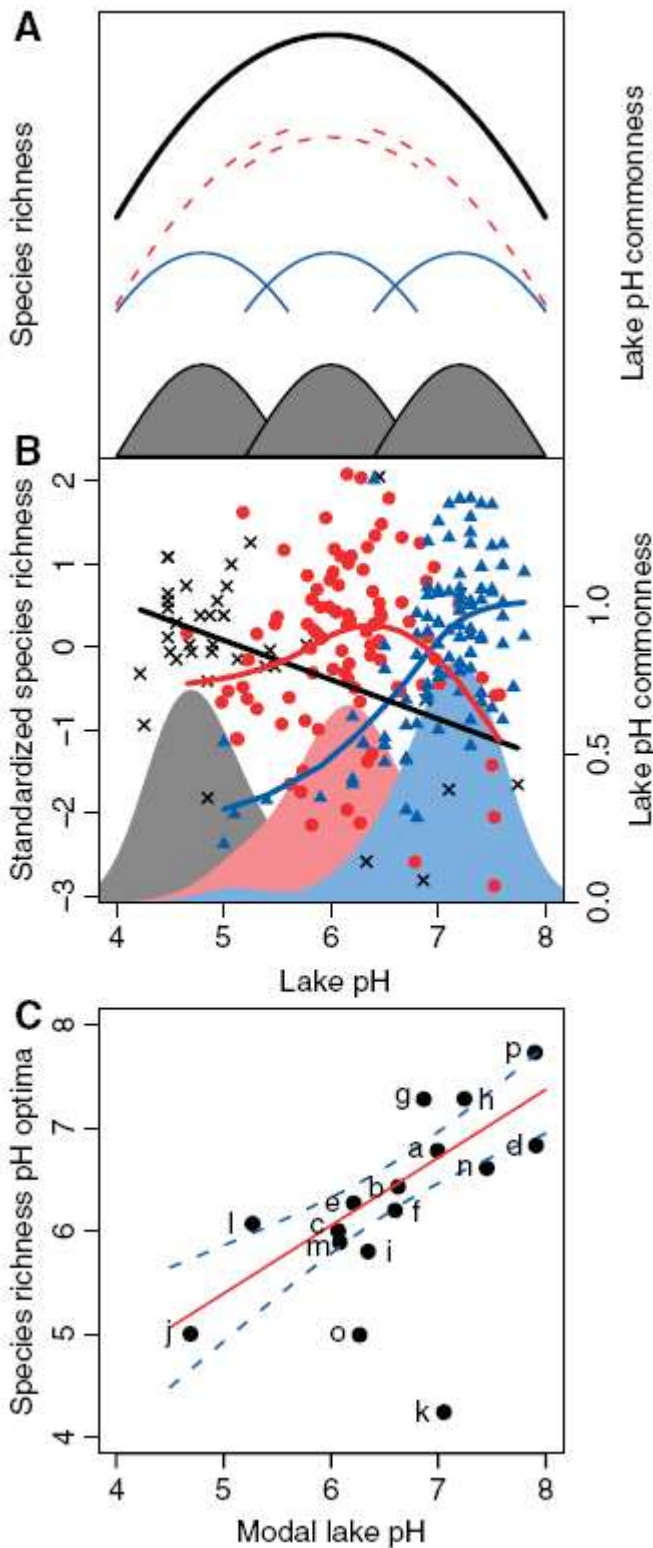 A
Species richness
Lake pH commonness
B
Standardized species richness
2
1
0
−1
−2
−3
Lake pH commonness
1.0
0.5
0.0
4 5 6 7 8
Lake pH
C
Species richness pH optima
8
7
6
5
4
p
g h
a
n d
b
e
l c f
m i
j o
k
4 5 6 7 8
Modal lake pH